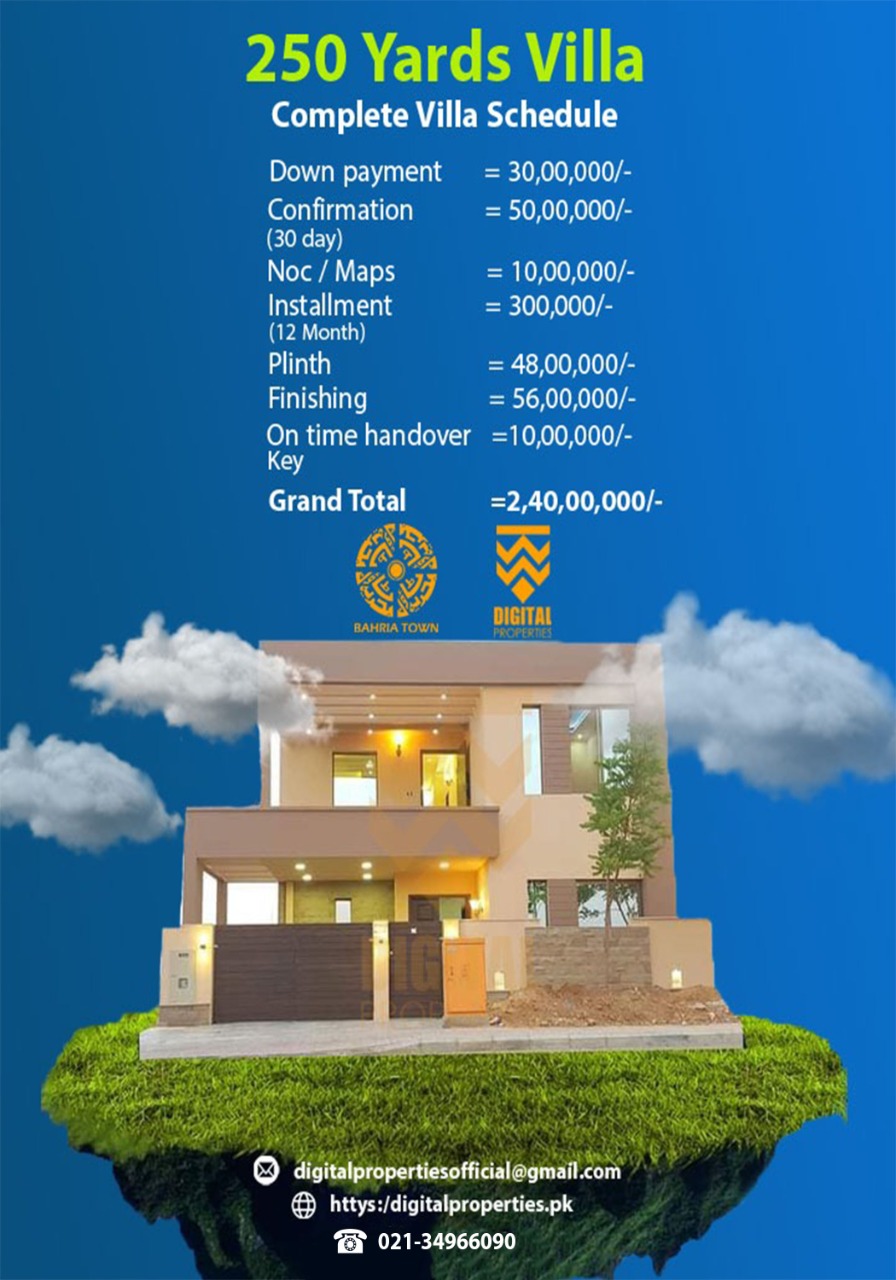 250 Yards Villa
Complete Villa Schedule
Down payment = 30,00,000/-
Confirmation = 50,00,000/-
(30 day)
Noc / Maps = 10,00,000/-
Installment = 300,000/-
(12 Month)
Plinth = 48,00,000/-
Finishing = 56,00,000/-
On time handover =10,00,000/-
Key
Grand Total =2,40,00,000/-
BAHRIA TOWN
DIGITAL
PROPERTIES
DIGITAL
digitalpropertiesofficial@gmail.com
httys:/digitalproperties.pk
021-34966090